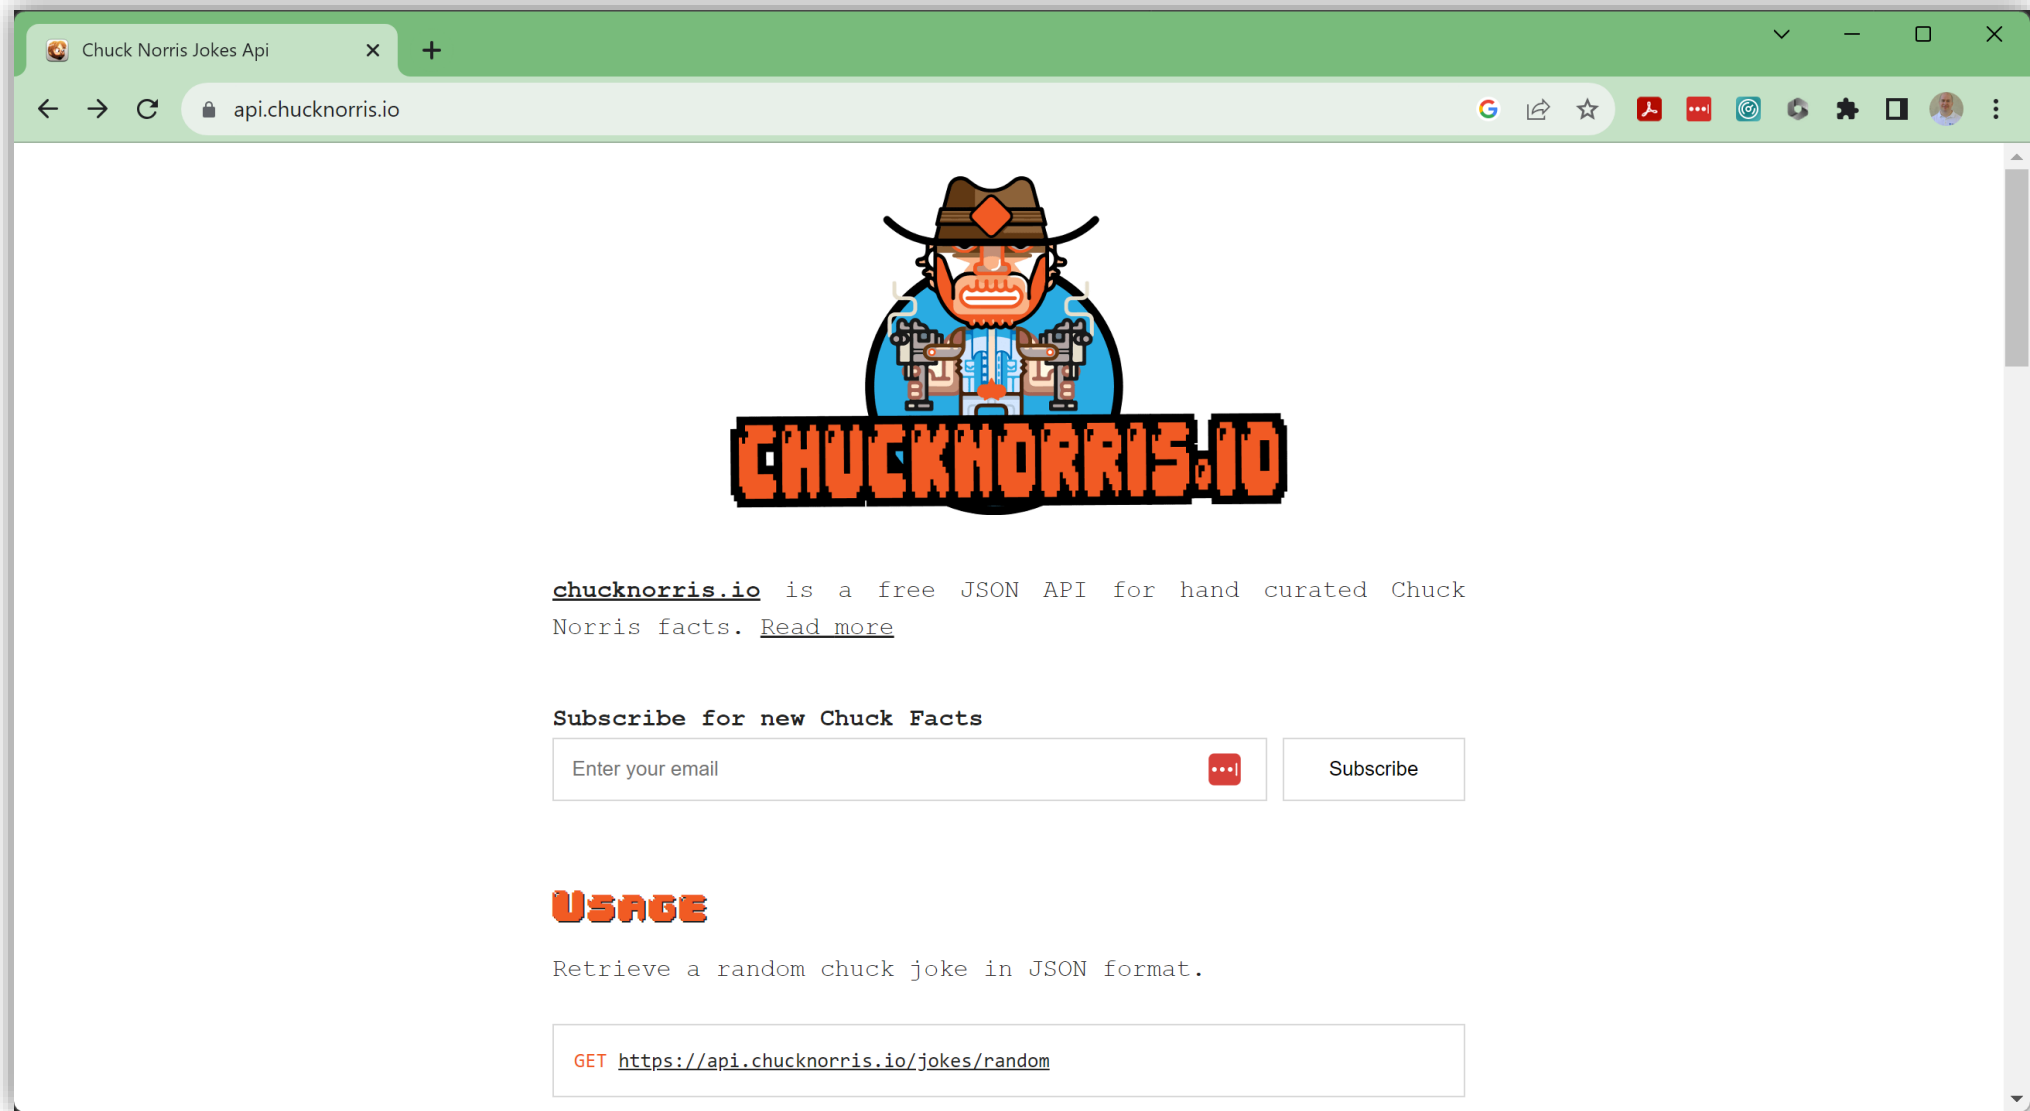 Chuck Norris Jokes Api
api.chucknorris.io
CHUCKNORRIS.IO
chucknorris.io is a free JSON API for hand curated Chuck
Norris facts. Read more
Subscribe for new Chuck Facts
Enter your email
Subscribe
Usage
Retrieve a random chuck joke in JSON format.
GET https://api.chucknorris.io/jokes/random